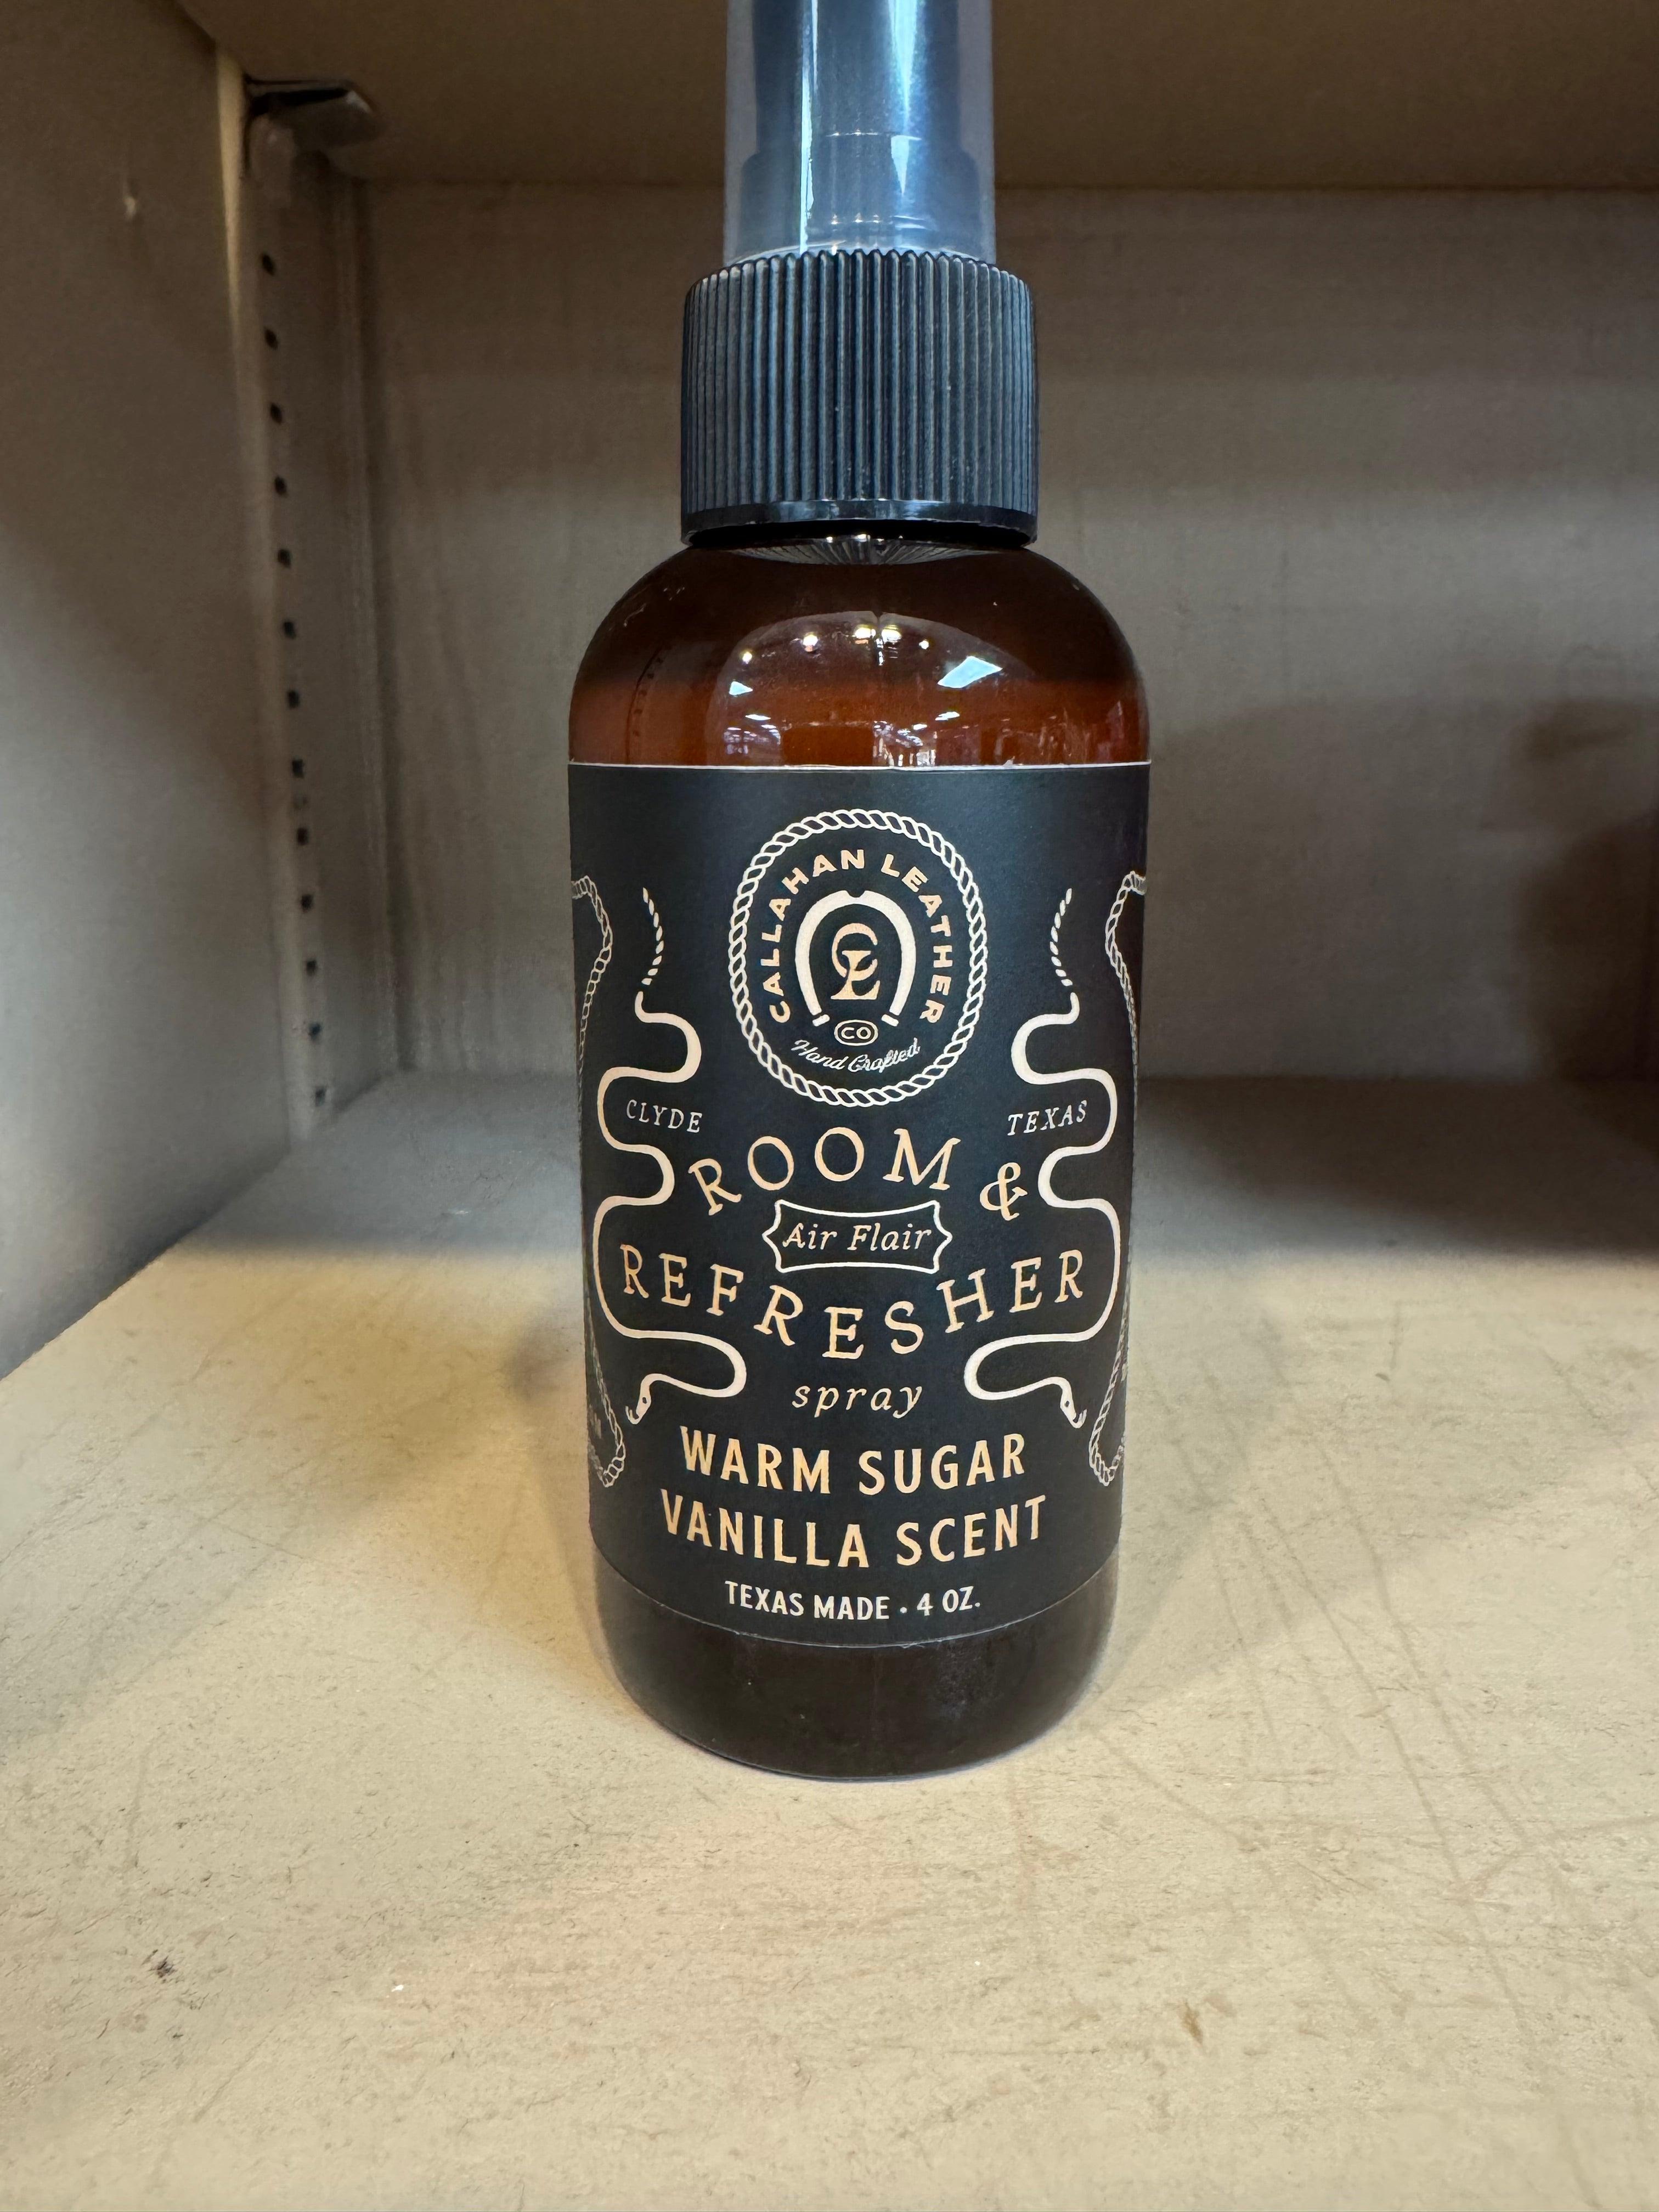 CALLAHAN LEATHER
CL
CO
Hand Crafted
CLYDE
TEXAS
ROOM &
Air Flair
REFRESHER
spray
WARM SUGAR
VANILLA SCENT
TEXAS MADE · 4 OZ.